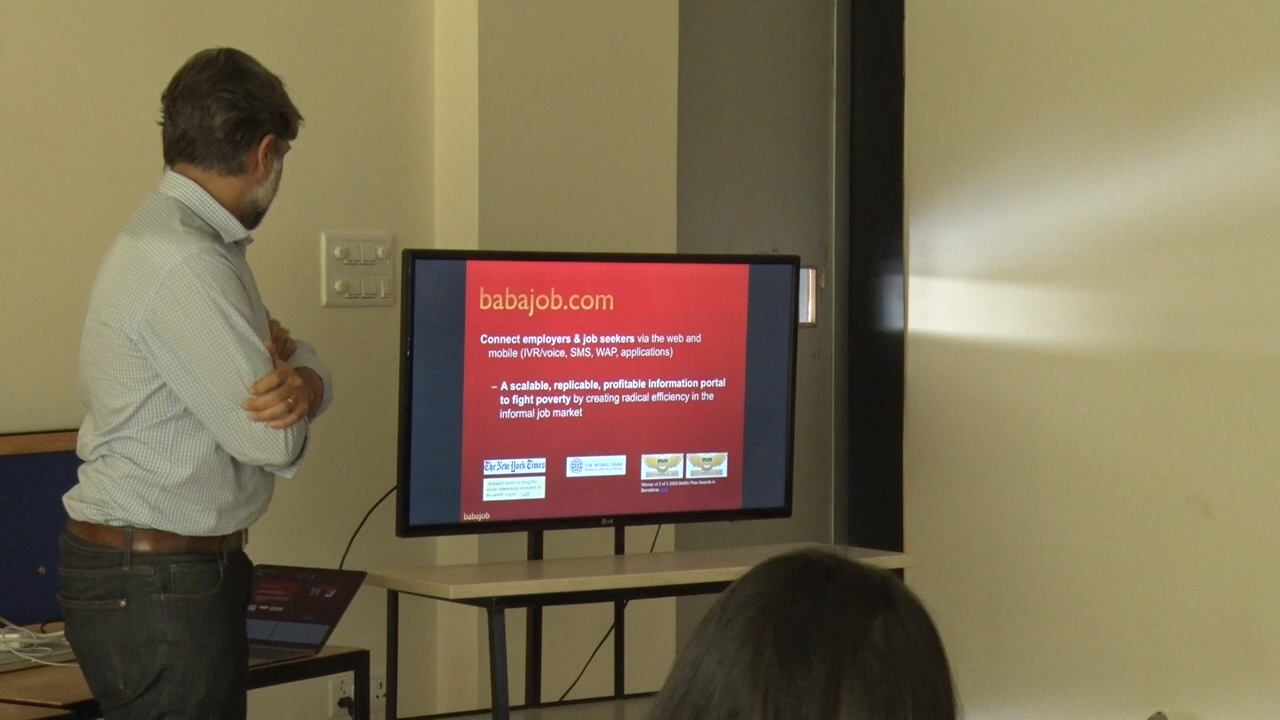 babajob.com
Connect employers & job seekers via the web and
mobile (IVR/voice, SMS, WAP, applications)
– A scalable, replicable, profitable information portal
to fight poverty by creating radical efficiency in the
informal job market
The New York Times
THE WORLD BANK
babajob
LG